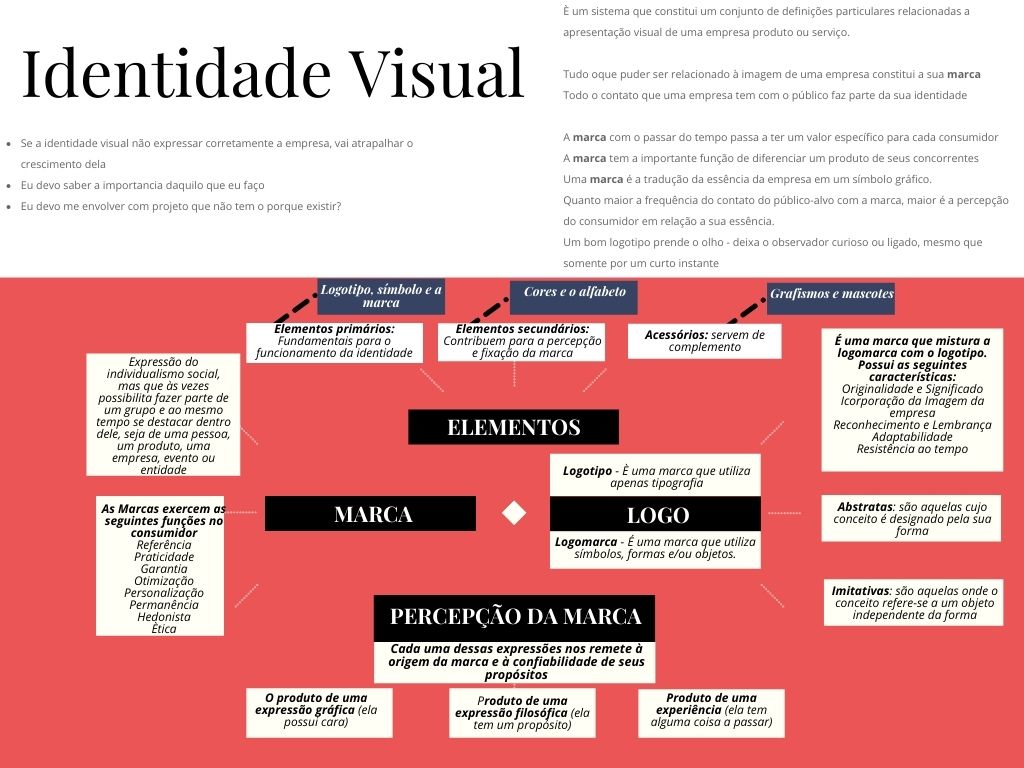 Identidade Visual
• Se a identidade visual não expressar corretamente a empresa, vai atrapalhar o
crescimento dela
• Eu devo saber a importancia daquilo que eu faço
• Eu devo me envolver com projeto que não tem o porque existir?
È um sistema que constitui um conjunto de definições particulares relacionadas a
apresentação visual de uma empresa produto ou serviço.
Tudo oque puder ser relacionado à imagem de uma empresa constitui a sua marca
Todo o contato que uma empresa tem com o público faz parte da sua identidade
A marca com o passar do tempo passa a ter um valor específico para cada consumidor
A marca tem a importante função de diferenciar um produto de seus concorrentes
Uma marca é a tradução da essência da empresa em um símbolo gráfico.
Quanto maior a frequência do contato do público-alvo com a marca, maior é a percepção
do consumidor em relação a sua essência.
Um bom logotipo prende o olho - deixa o observador curioso ou ligado, mesmo que
somente por um curto instante
Logotipo, símbolo e a
marca
Cores e o alfabeto
Grafismos e mascotes
Elementos primários:
Fundamentais para o
funcionamento da identidade
Elementos secundários:
Contribuem para a percepção
e fixação da marca
Acessórios: servem de
complemento
Expressão do
individualismo social,
mas que às vezes
possibilita fazer parte de
um grupo e ao mesmo
tempo se destacar dentro
dele, seja de uma pessoa,
um produto, uma
empresa, evento ou
entidade
É uma marca que mistura a
logomarca com o logotipo.
Possui as seguintes
características:
Originalidade e Significado
Icorporação da Imagem da
empresa
Reconhecimento e Lembrança
Adaptabilidade
Resistência ao tempo
ELEMENTOS
Logotipo - È uma marca que utiliza
apenas tipografia
MARCA
LOGO
Logomarca - É uma marca que utiliza
símbolos, formas e/ou objetos.
As Marcas exercem as
seguintes funções no
consumidor
Referência
Praticidade
Garantia
Otimização
Personalização
Permanência
Hedonista
Ètica
Abstratas: são aquelas cujo
conceito é designado pela sua
forma
Imitativas: são aquelas onde o
conceito refere-se a um objeto
independente da forma
PERCEPÇÃO DA MARCA
Cada uma dessas expressões nos remete à
origem da marca e à confiabilidade de seus
propósitos
O produto de uma
expressão gráfica (ela
possui cara)
Produto de uma
expressão filosófica (ela
tem um propósito)
Produto de uma
experiência (ela tem
alguma coisa a passar)